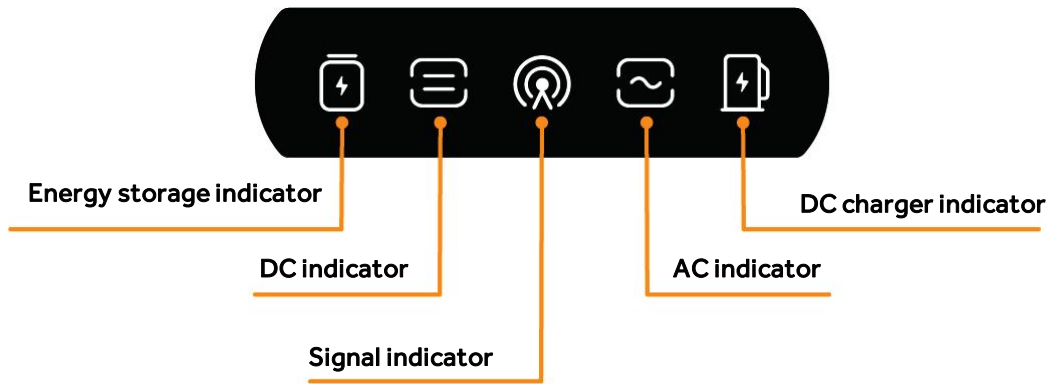 Energy storage indicator
DC charger indicator
DC indicator
AC indicator
Signal indicator